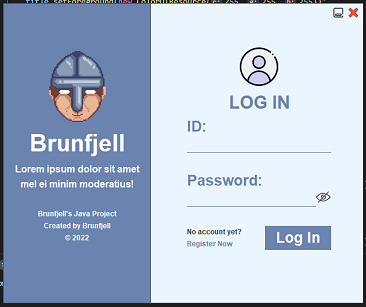 Brunfjell
Lorem ipsum dolor sit amet
mel ei minim moderatius!
Brunfjell's Java Project
Created by Brunfjell
© 2022
LOG IN
ID:
Password:
No account yet?
Register Now
Log In